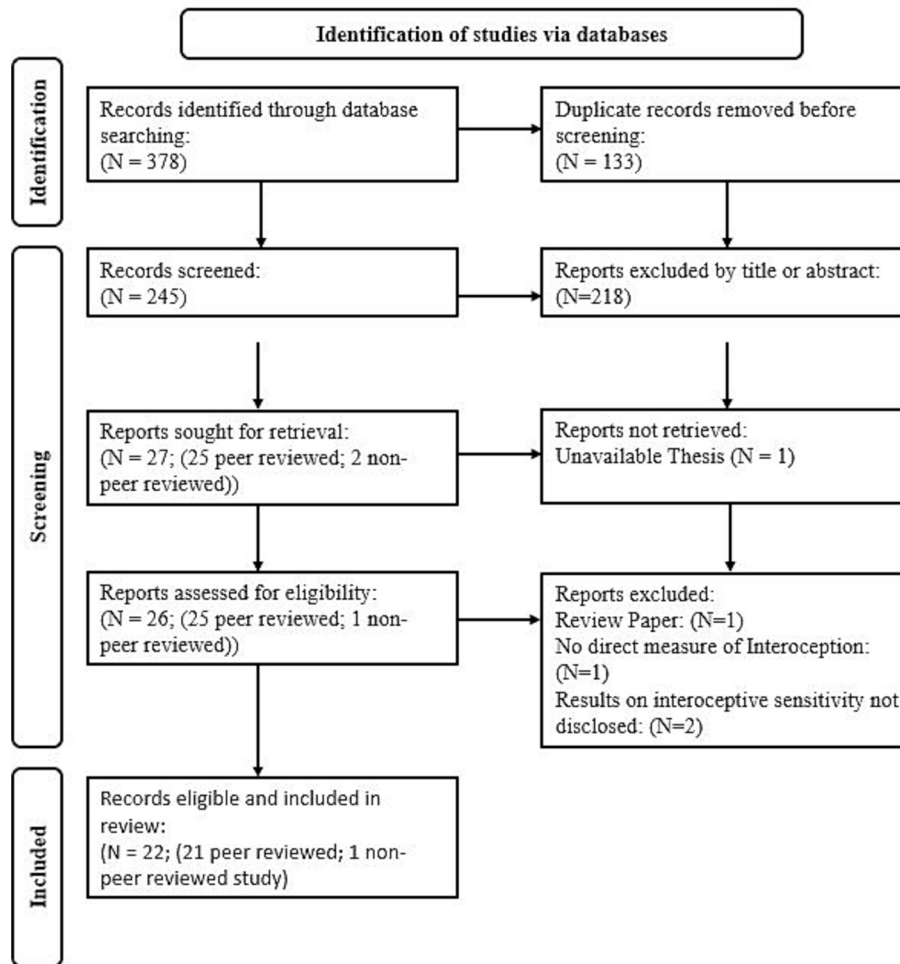 Identification of studies via databases
Identification
Records identified through database
searching:
(N = 378)
Duplicate records removed before
screening:
(N = 133)
Screening
Records screened:
(N = 245)
Reports excluded by title or abstract:
(N=218)
Reports sought for retrieval:
(N = 27; (25 peer reviewed; 2 non-
peer reviewed))
Reports not retrieved:
Unavailable Thesis (N = 1)
Reports assessed for eligibility:
(N = 26; (25 peer reviewed; 1 non-
peer reviewed))
Reports excluded:
Review Paper: (N=1)
No direct measure of Interoception:
(N=1)
Results on interoceptive sensitivity not
disclosed: (N=2)
Included
Records eligible and included in
review:
(N = 22; (21 peer reviewed; 1 non-
peer reviewed study)